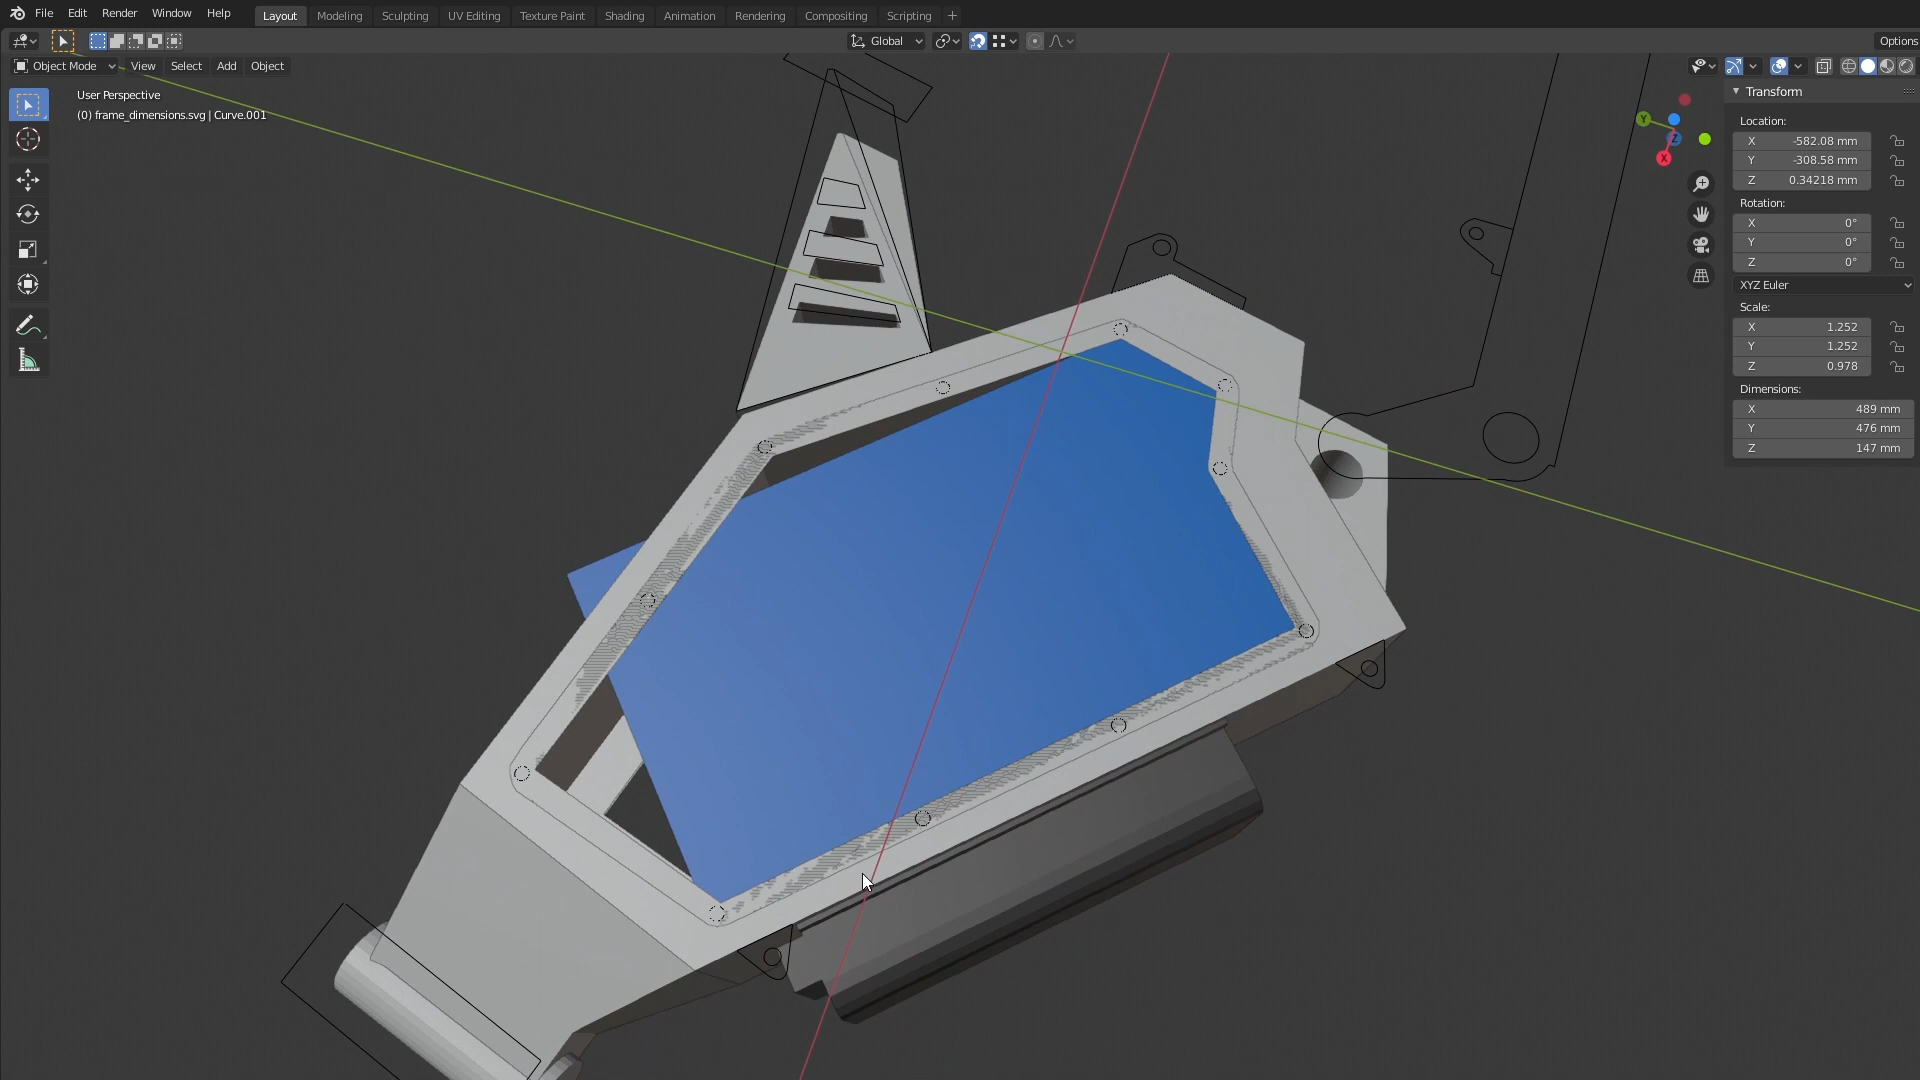 File Edit Render Window Help Layout Modeling Sculpting UV Editing Texture Paint Shading Animation Rendering Compositing Scripting +
Global Options
Object Mode View Select Add Object
User Perspective
(0) frame_dimensions.svg | Curve.001
Y
Z
X
Transform
Location:
X -582.08 mm
Y -308.58 mm
Z 0.34218 mm
Rotation:
X 0°
Y 0°
Z 0°
XYZ Euler
Scale:
X 1.252
Y 1.252
Z 0.978
Dimensions:
X 489 mm
Y 476 mm
Z 147 mm